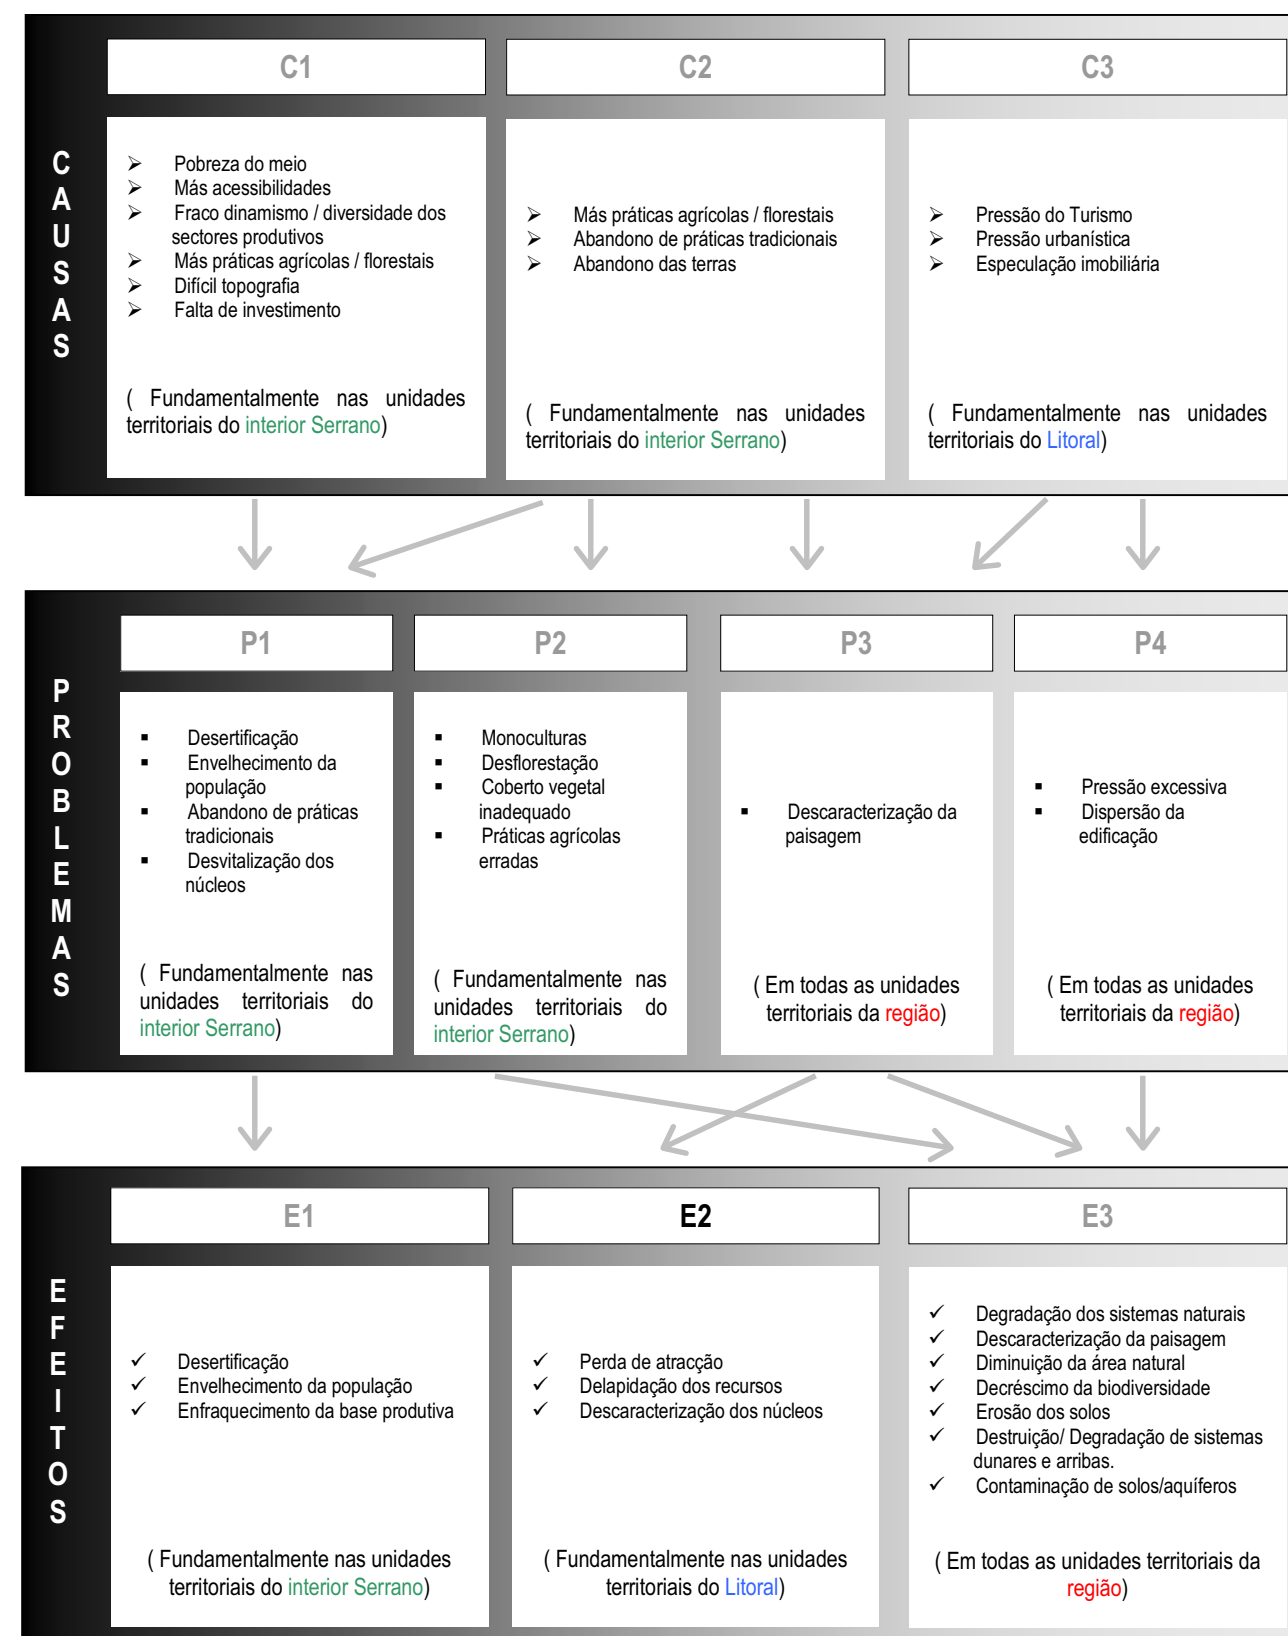 CAUSAS
C1
Pobreza do meio
Más acessibilidades
Fraco dinamismo / diversidade dos
sectores produtivos
Más práticas agrícolas / florestais
Difícil topografia
Falta de investimento
( Fundamentalmente nas unidades
territoriais do interior Serrano)
C2
Más práticas agrícolas / florestais
Abandono de práticas tradicionais
Abandono das terras
( Fundamentalmente nas unidades
territoriais do interior Serrano)
C3
Pressão do Turismo
Pressão urbanística
Especulação imobiliária
( Fundamentalmente nas unidades
territoriais do Litoral)
PROBLEMAS
P1
Desertificação
Envelhecimento da
população
Abandono de práticas
tradicionais
Desvitalização dos
núcleos
( Fundamentalmente nas
unidades territoriais do
interior Serrano)
P2
Monoculturas
Desflorestação
Coberto vegetal
inadequado
Práticas agrícolas
erradas
( Fundamentalmente nas
unidades territoriais do
interior Serrano)
P3
Descaracterização da
paisagem
( Em todas as unidades
territoriais da região)
P4
Pressão excessiva
Dispersão da
edificação
( Em todas as unidades
territoriais da região)
EFEITOS
E1
Desertificação
Envelhecimento da população
Enfraquecimento da base produtiva
( Fundamentalmente nas unidades
territoriais do interior Serrano)
E2
Perda de atracção
Delapidação dos recursos
Descaracterização dos núcleos
( Fundamentalmente nas unidades
territoriais do Litoral)
E3
Degradação dos sistemas naturais
Descaracterização da paisagem
Diminuição da área natural
Decréscimo da biodiversidade
Erosão dos solos
Destruição/ Degradação de sistemas
dunares e arribas.
Contaminação de solos/aquíferos
( Em todas as unidades territoriais da
região)